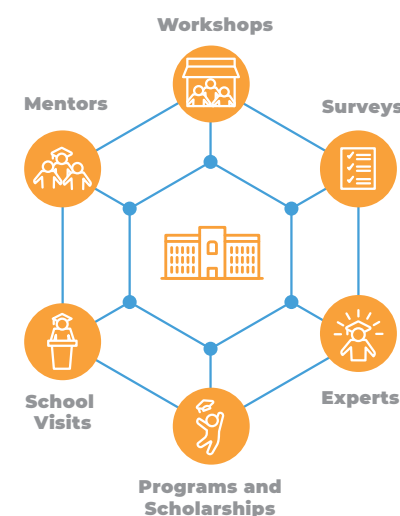 Workshops
Mentors
Surveys
School
Visits
Experts
Programs and
Scholarships